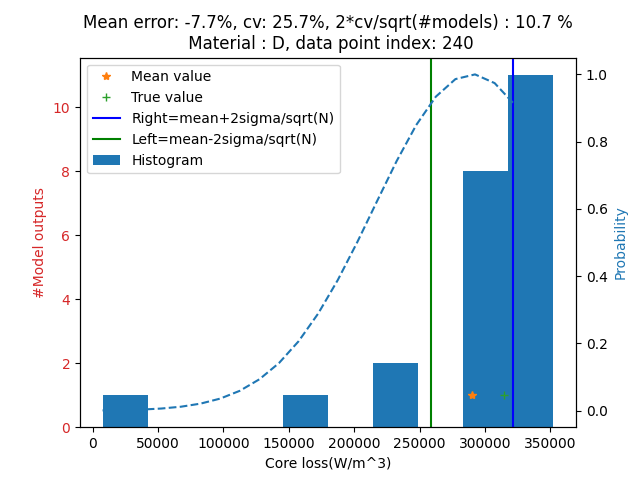 Mean error: -7.7%, cv: 25.7%, 2*cv/sqrt(#models) : 10.7 %
Material : D, data point index: 240
Mean value
True value
Right=mean+2sigma/sqrt(N)
Left=mean-2sigma/sqrt(N)
Histogram
#Model outputs
10
8
6
4
2
0
1.0
0.8
0.6
0.4
0.2
0.0
Probability
0 50000 100000 150000 200000 250000 300000 350000
Core loss(W/m^3)